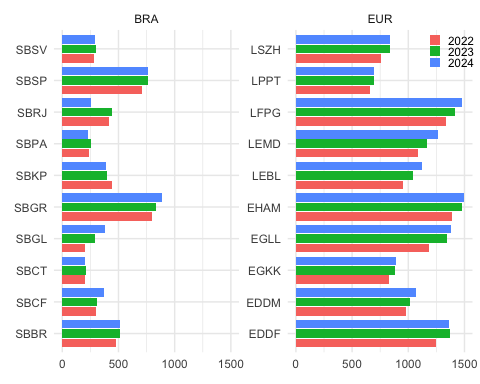 BRA
SBSV
SBSP
SBRJ
SBPA
SBKP
SBGR
SBGL
SBCT
SBCF
SBBR
0 500 1000 1500
EUR
LSZH
LPPT
LFPG
LEMD
LEBL
EHAM
EGLL
EGKK
EDDM
EDDF
0 500 1000 1500
2022
2023
2024